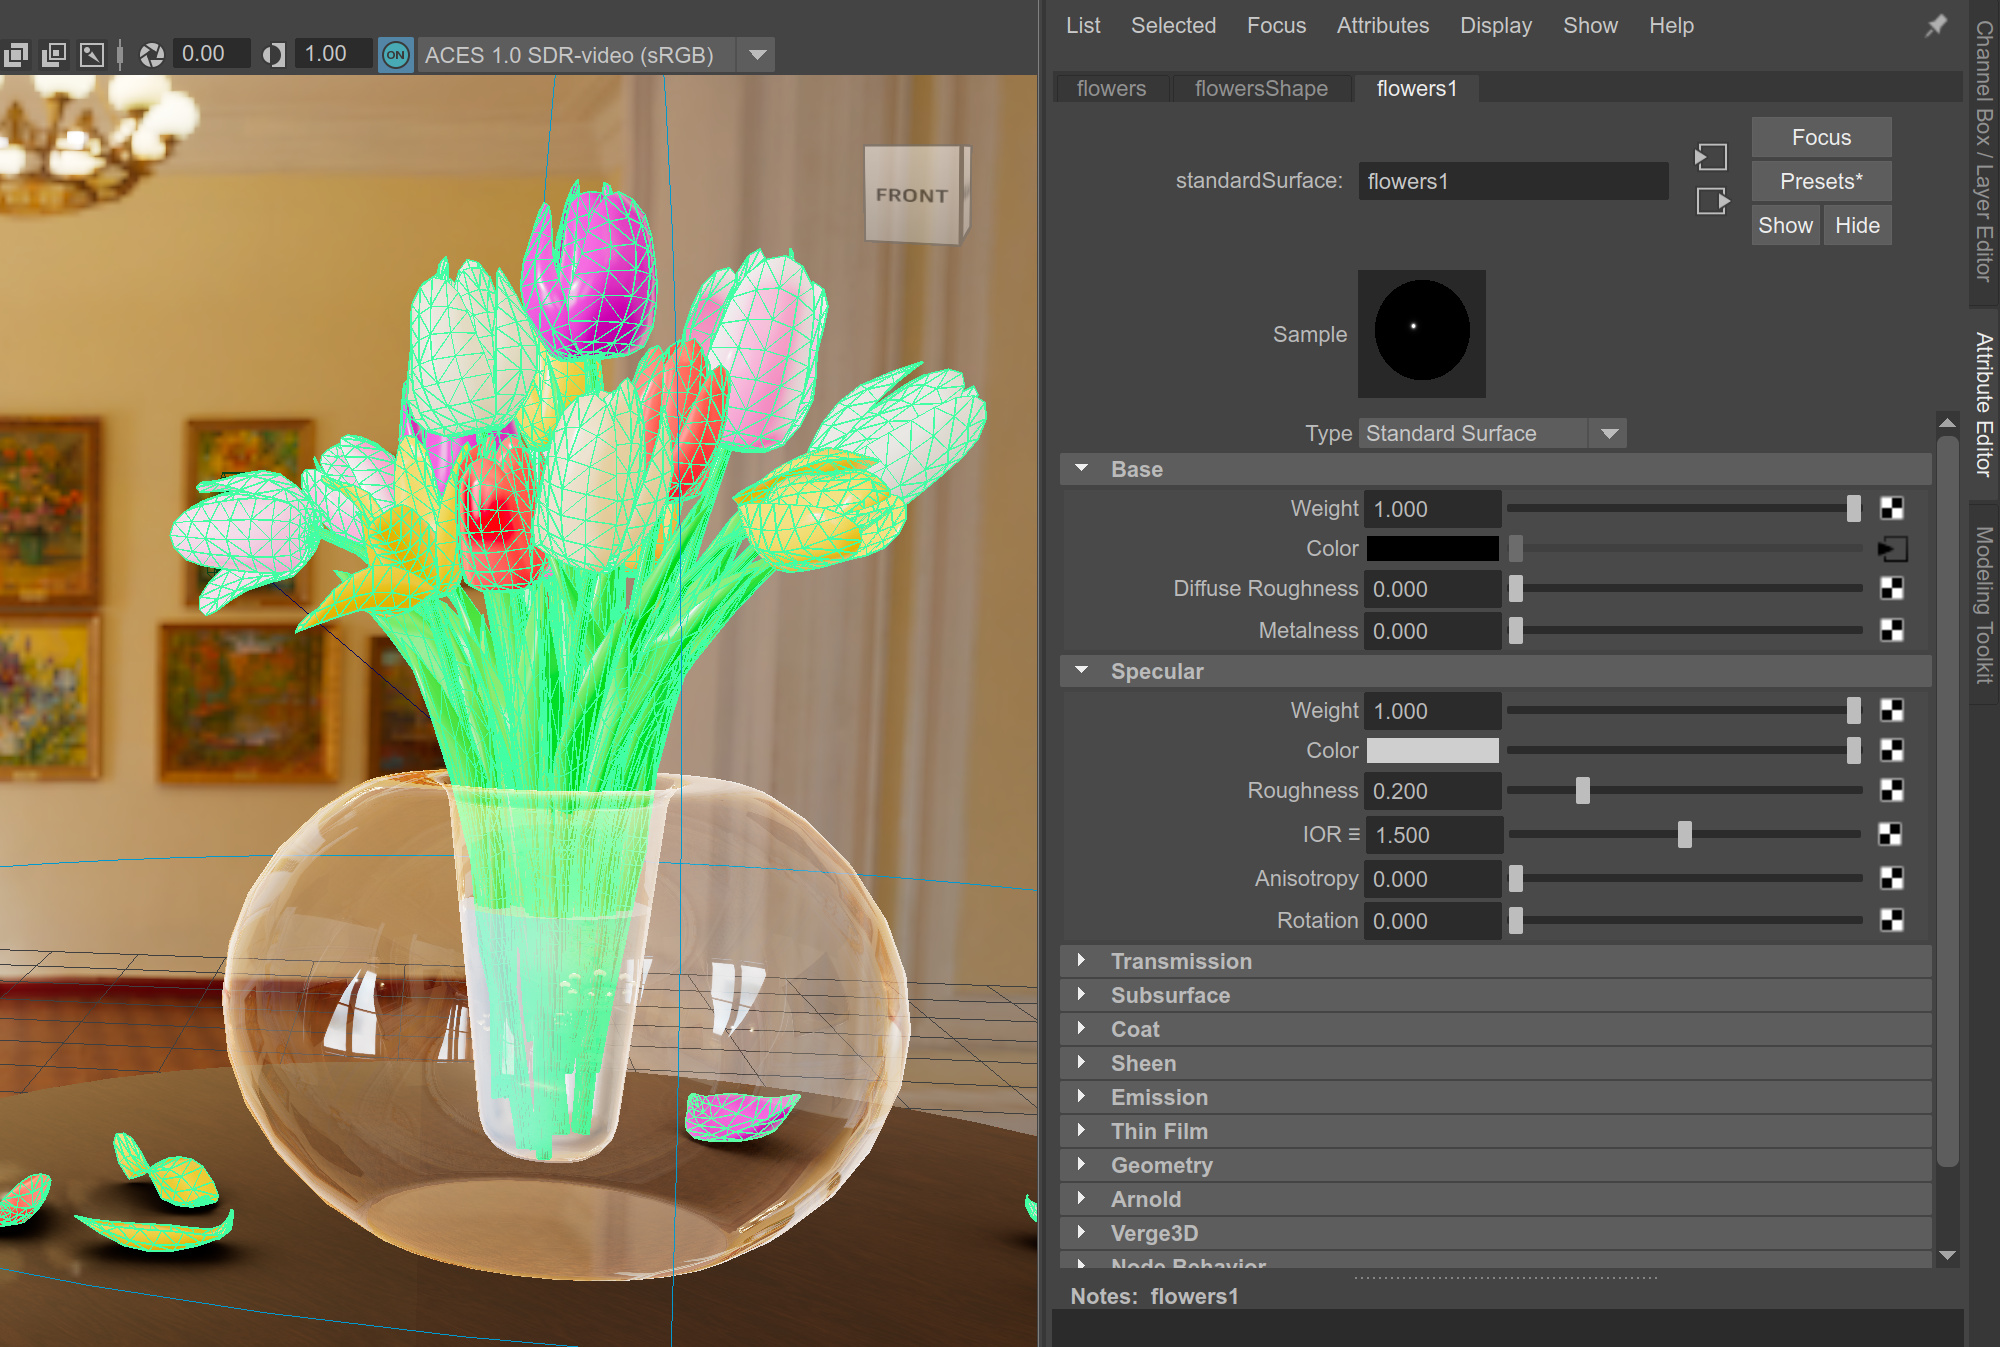 List Selected Focus Attributes Display Show Help
0.00 1.00 ON ACES 1.0 SDR-video (sRGB)
flowers flowersShape flowers1
FRONT
standardSurface: flowers1
Focus
Presets*
Show Hide
Sample
Type Standard Surface
Base
Weight 1.000
Color
Diffuse Roughness 0.000
Metalness 0.000
Specular
Weight 1.000
Color
Roughness 0.200
IOR 1.500
Anisotropy 0.000
Rotation 0.000
Transmission
Subsurface
Coat
Sheen
Emission
Thin Film
Geometry
Arnold
Verge3D
Node Behavior
Notes: flowers1
Channel Box / Layer Editor
Attribute Editor
Modeling Toolkit